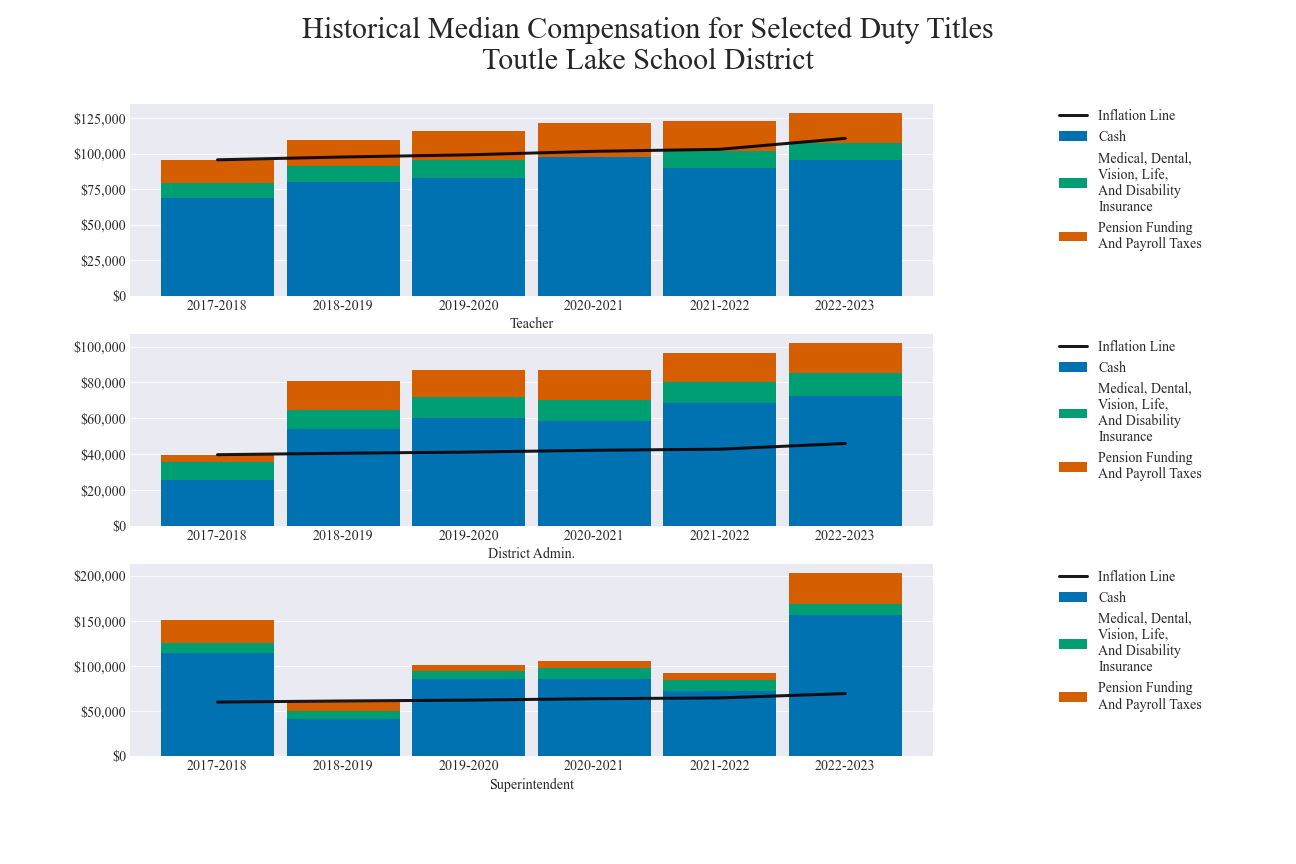 Historical Median Compensation for Selected Duty Titles
Toutle Lake School District
$125,000
$100,000
$75,000
$50,000
$25,000
$0
2017-2018 2018-2019 2019-2020 2020-2021 2021-2022 2022-2023
Teacher
Inflation Line
Cash
Medical, Dental,
Vision, Life,
And Disability
Insurance
Pension Funding
And Payroll Taxes
$100,000
$80,000
$60,000
$40,000
$20,000
$0
2017-2018 2018-2019 2019-2020 2020-2021 2021-2022 2022-2023
District Admin.
Inflation Line
Cash
Medical, Dental,
Vision, Life,
And Disability
Insurance
Pension Funding
And Payroll Taxes
$200,000
$150,000
$100,000
$50,000
$0
2017-2018 2018-2019 2019-2020 2020-2021 2021-2022 2022-2023
Superintendent
Inflation Line
Cash
Medical, Dental,
Vision, Life,
And Disability
Insurance
Pension Funding
And Payroll Taxes